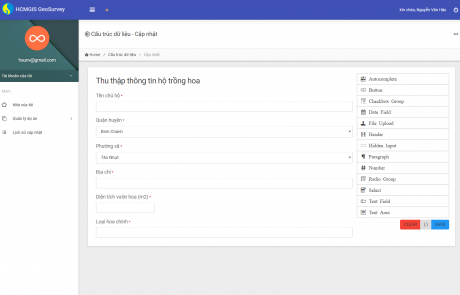 HCMGIS GeoSurvey
Xin chào, Nguyễn Văn Hậu
Cấu trúc dữ liệu - Cập nhật
Home / Cấu trúc dữ liệu / Cập nhật
Tài khoản của tôi
Main
Nhà của tôi
Quản lý dự án
Lịch sử cập nhật
Thu thập thông tin hộ trồng hoa
Tên chủ hộ *
Quận huyện *
Bình Chánh
Phường xã *
Tân Nhựt
Địa chỉ *
Diện tích vườn hoa (m2) *
Loại hoa chính *
Autocomplete
Button
Checkbox Group
Date Field
File Upload
Header
Hidden Input
Paragraph
Number
Radio Group
Select
Text Field
Text Area
CLEAR
{ }
SAVE